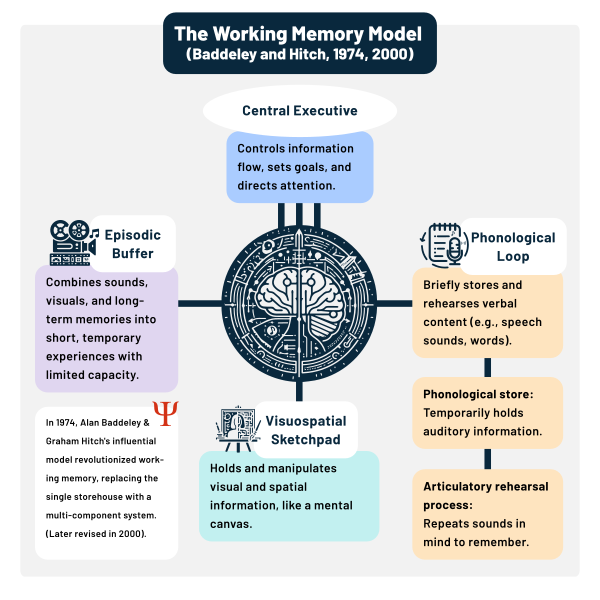 The Working Memory Model
(Baddeley and Hitch, 1974, 2000)
Central Executive
Controls information
flow, sets goals, and
directs attention.
Episodic
Buffer
Combines sounds,
visuals, and long-
term memories into
short, temporary
experiences with
limited capacity.
Phonological
Loop
Briefly stores and
rehearses verbal
content (e.g., speech
sounds, words).
Phonological store:
Temporarily holds
auditory information.
Articulatory rehearsal
process:
Repeats sounds in
mind to remember.
Visuospatial
Sketchpad
Holds and manipulates
visual and spatial
information, like a mental
canvas.
Ψ
In 1974, Alan Baddeley &
Graham Hitch's influential
model revolutionized work-
ing memory, replacing the
single storehouse with a
multi-component system.
(Later revised in 2000).